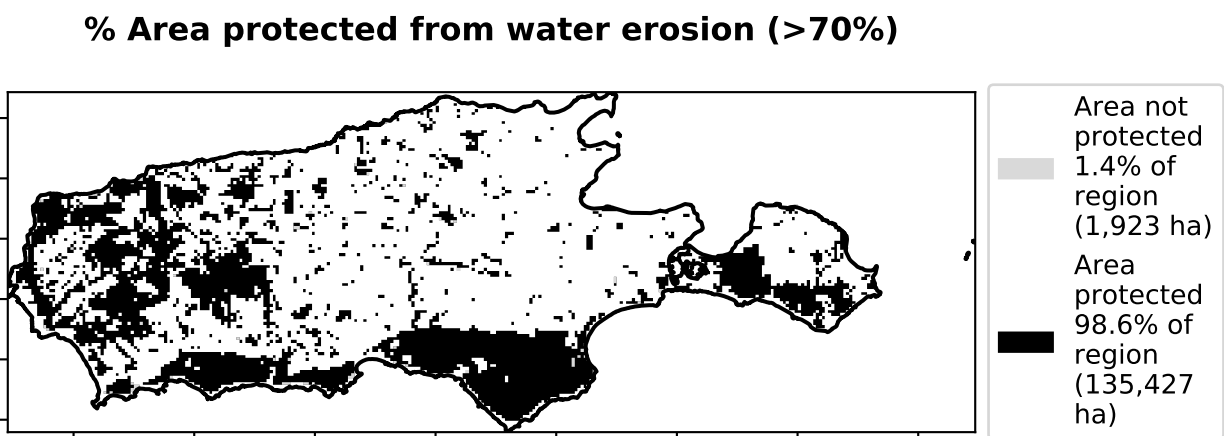 % Area protected from water erosion (>70%)
Area not
protected
1.4% of
region
(1,923 ha)
Area
protected
98.6% of
region
(135,427
ha)